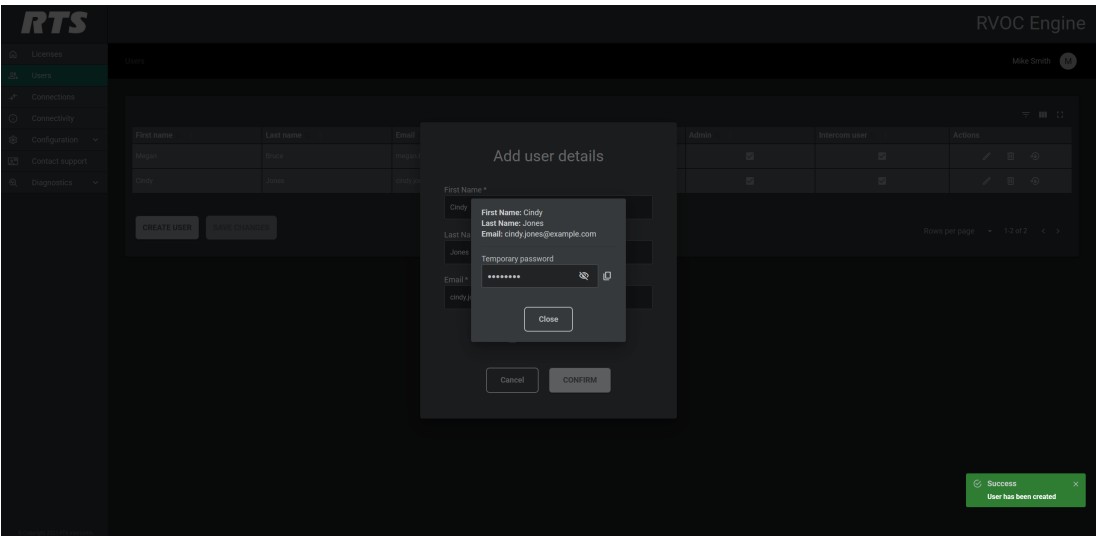 RTS
RVOC Engine
Licenses
Users
Connections
Connectivity
Configuration
Contact support
Diagnostics
Users
Mike Smith M
First name Last name Email Admin Intercom user Actions
Megan Bruce
Cindy Jones
CREATE USER SAVE CHANGES
Rows per page 1-2 of 2
Add user details
First Name *
Cindy
Last Na
Jones
Email *
cindy.j
First Name: Cindy
Last Name: Jones
Email: cindy.jones@example.com
Temporary password
••••••••
Close
Cancel CONFIRM
Success
User has been created